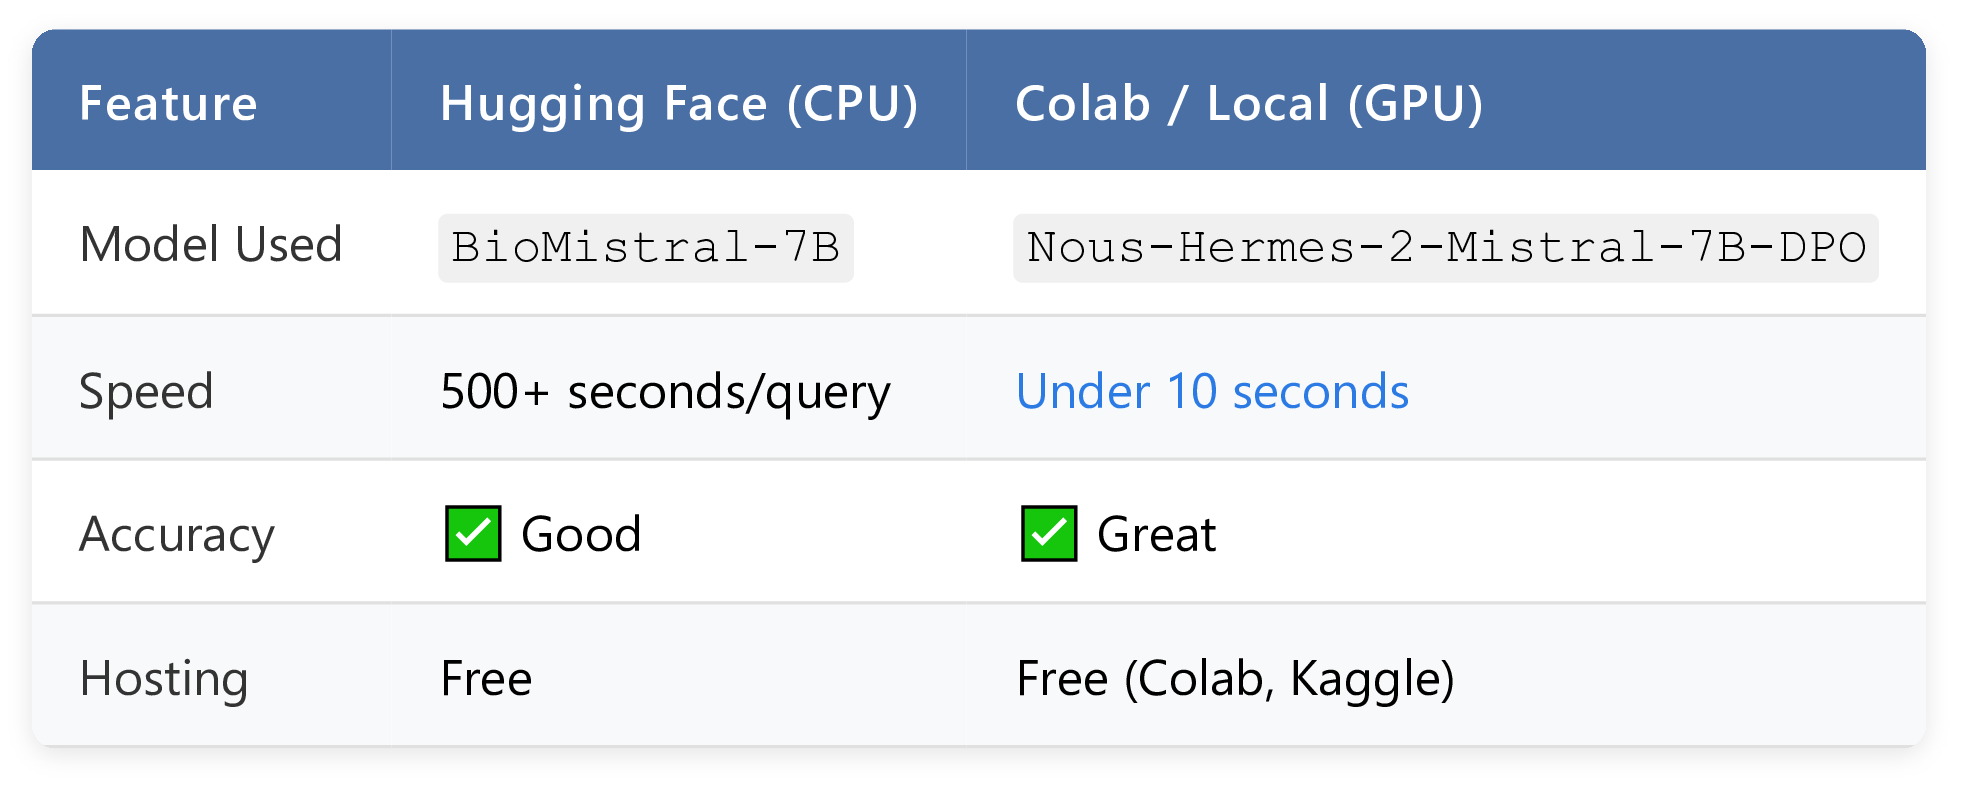 Feature Hugging Face (CPU) Colab / Local (GPU)
Model Used BioMistral-7B Nous-Hermes-2-Mistral-7B-DPO
Speed 500+ seconds/query Under 10 seconds
Accuracy ✅ Good ✅ Great
Hosting Free Free (Colab, Kaggle)